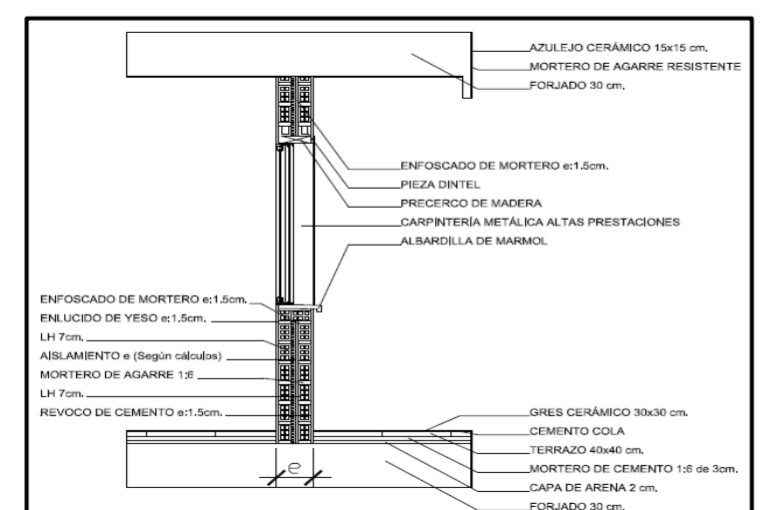 AZULEJO CERÁMICO 15x15 cm.
MORTERO DE AGARRE RESISTENTE
FORJADO 30 cm.
ENFOSCADO DE MORTERO e:1.5cm.
PIEZA DINTEL
PRECERCO DE MADERA
CARPINTERÍA METÁLICA ALTAS PRESTACIONES
ALBARDILLA DE MARMOL
ENFOSCADO DE MORTERO e:1.5cm.
ENLUCIDO DE YESO e:1.5cm.
LH 7cm.
AISLAMIENTO e (Según cálculos)
MORTERO DE AGARRE 1:6
LH 7cm.
REVOCO DE CEMENTO e:1.5cm.
GRES CERÁMICO 30x30 cm.
CEMENTO COLA
TERRAZO 40x40 cm.
MORTERO DE CEMENTO 1:6 de 3cm.
CAPA DE ARENA 2 cm.
FORJADO 30 cm.
e